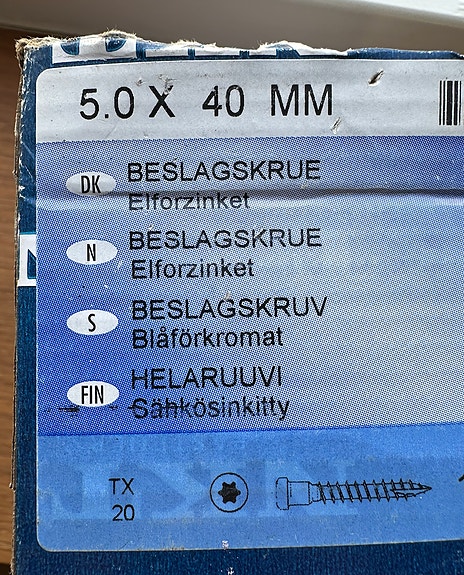 5.0 X 40 MM
DK BESLAGSKRUE
Elforzinket
N BESLAGSKRUE
Elforzinket
S BESLAGSKRUV
Blåförkromat
FIN HELARUUVI
Sähkösinkitty
TX
20